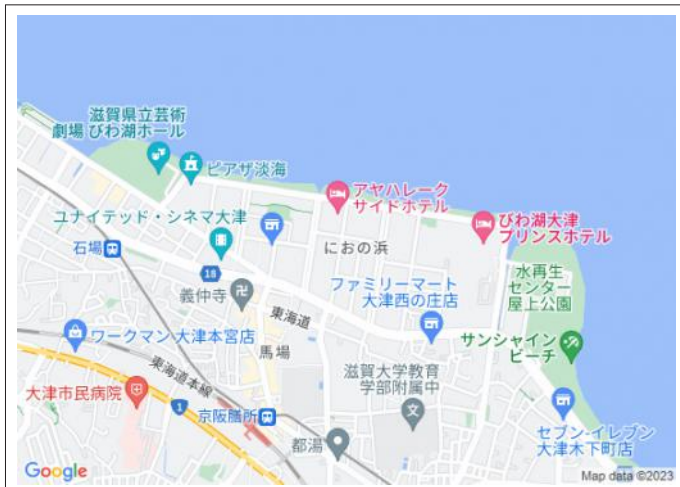 滋賀県立芸術
劇場 びわ湖ホール
ピアザ淡海
アヤハレーク
サイドホテル
びわ湖大津
プリンスホテル
ユナイテッド・シネマ大津
石場
におの浜
水再生
センター
屋上公園
18
義仲寺
ファミリーマート
大津西の庄店
東海道
ワークマン 大津本宮店
馬場
サンシャイン
ビーチ
東海道本線
滋賀大学教育
学部附属中
大津市民病院
1
京阪膳所
都湯
セブン-イレブン
大津木下町店
Google
Map data ©2023